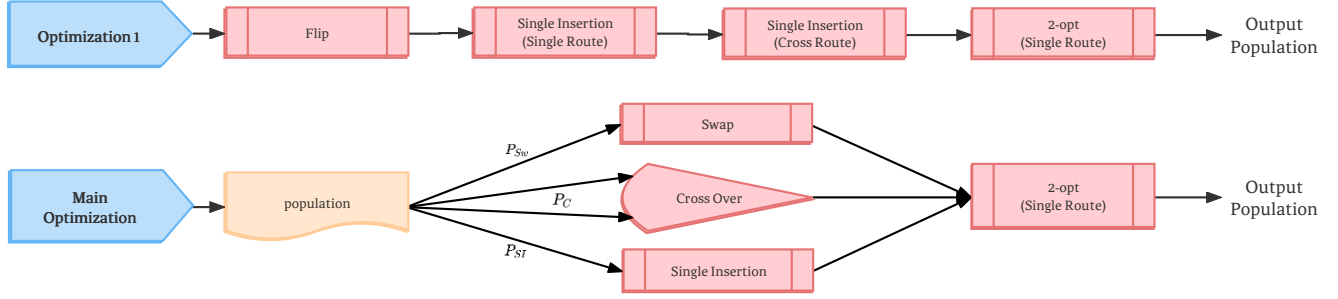 Optimization 1
Flip
Single Insertion
(Single Route)
Single Insertion
(Cross Route)
2-opt
(Single Route)
Output
Population
Main
Optimization
population
P_Sw
P_C
P_SI
Swap
Cross Over
Single Insertion
2-opt
(Single Route)
Output
Population